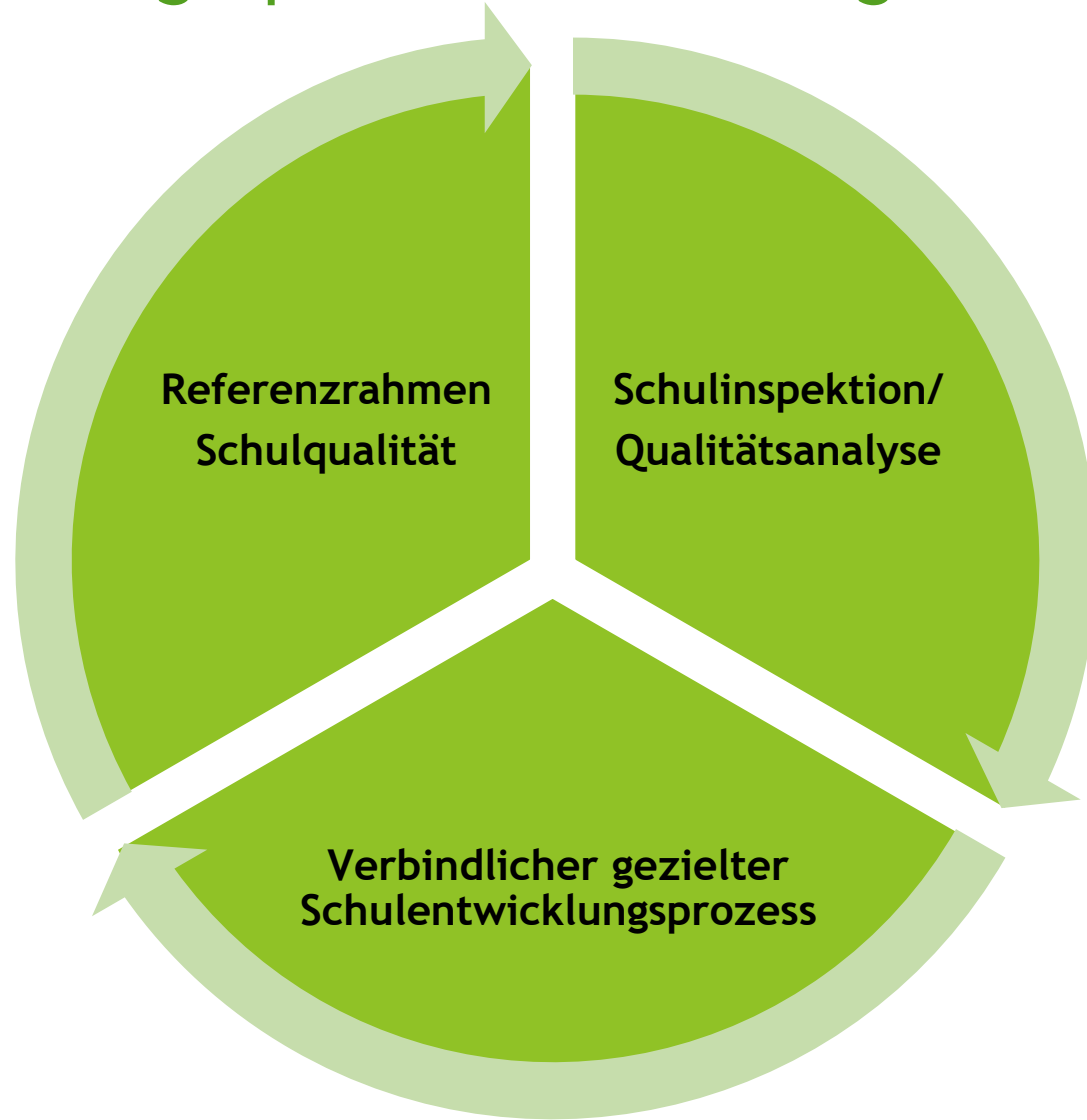 Referenzrahmen
Schulqualität
Schulinspektion/
Qualitätsanalyse
Verbindlicher gezielter
Schulentwicklungsprozess